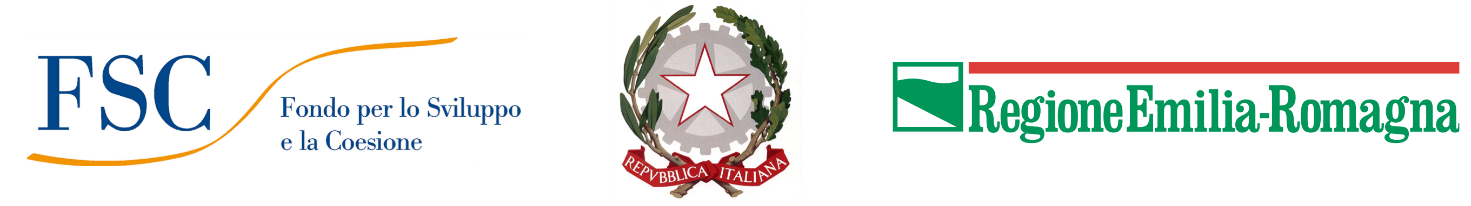 FSC
Fondo per lo Sviluppo
e la Coesione
REPVBBLICA ITALIANA
RegioneEmilia-Romagna